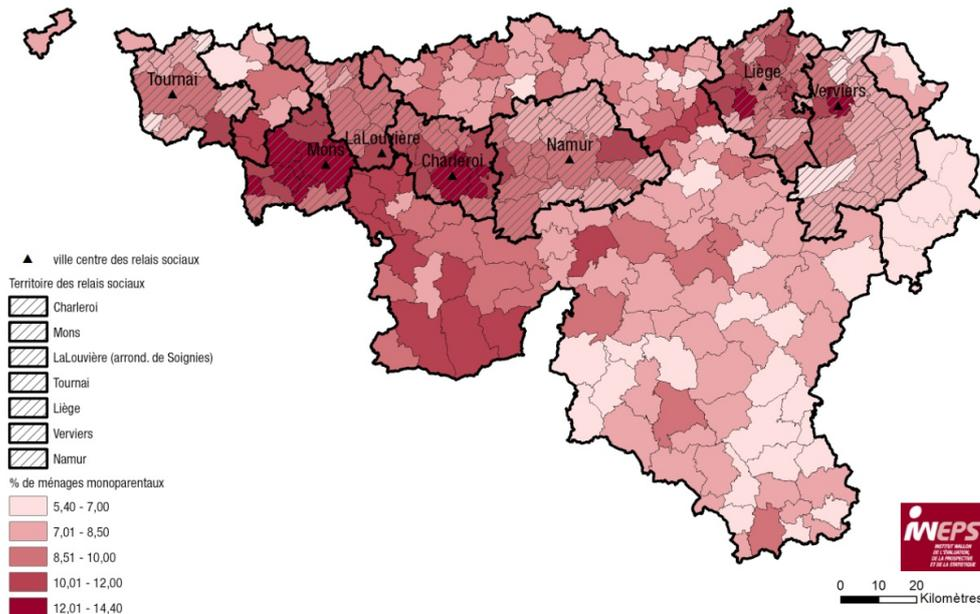 Tournai
Mons
LaLouvière
Charleroi
Namur
Liège
Verviers
ville centre des relais sociaux
Territoire des relais sociaux
Charleroi
Mons
LaLouvière (arrond. de Soignies)
Tournai
Liège
Verviers
Namur
% de ménages monoparentaux
5,40 - 7,00
7,01 - 8,50
8,51 - 10,00
10,01 - 12,00
12,01 - 14,40
iWEPS
INSTITUT WALLON
DE L'ÉVALUATION,
DE LA PROSPECTIVE
ET DE LA STATISTIQUE
0 10 20
Kilomètres